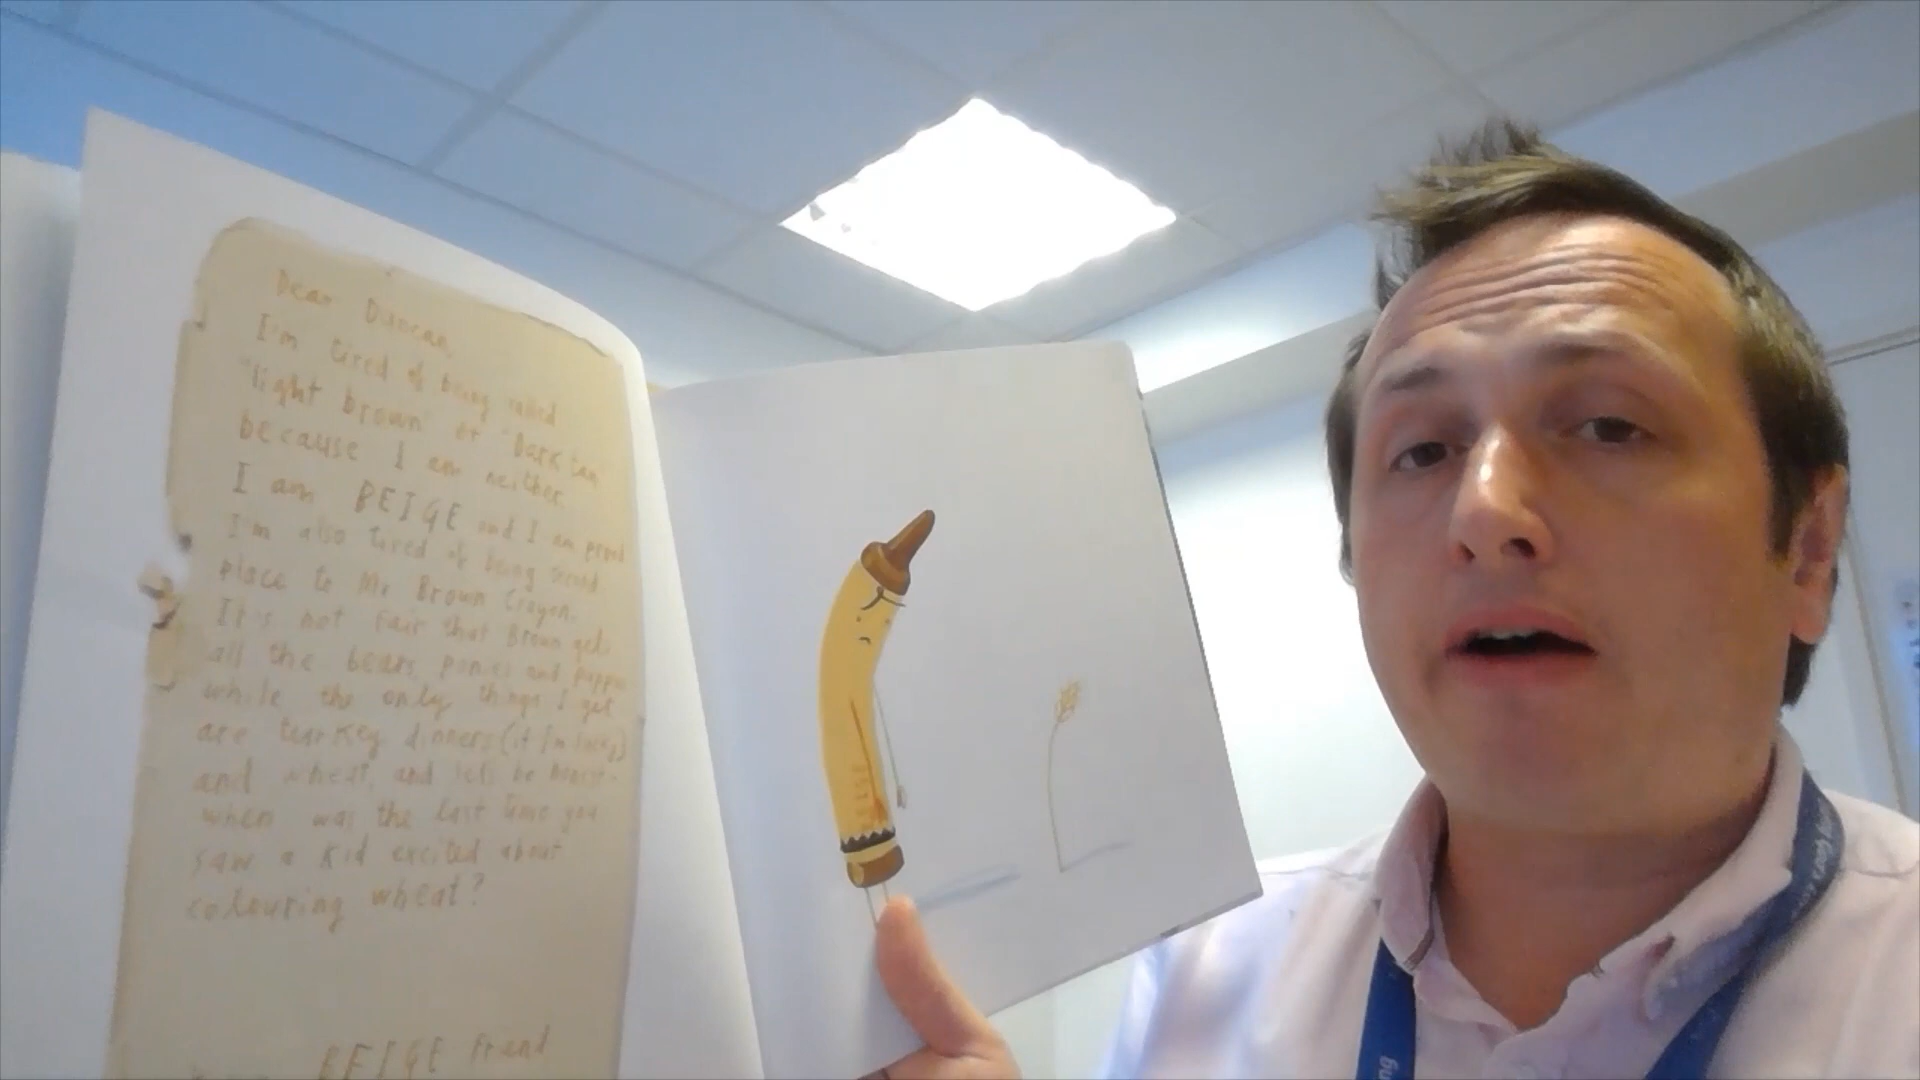 Dear Duncan
I'm tired of being called
"light brown" or "Dark tan"
because I am neither.
I am BEIGE and I am proud
I'm also tired of being second
place to Mr Brown Crayon.
It's not fair that Brown gets
all the bears, ponies and puppies
while the only things I get
are turkey dinners (if I'm lucky)
and wheat, and let's be honest-
when was the last time you
saw a kid excited about
colouring wheat?
BEIGE friend